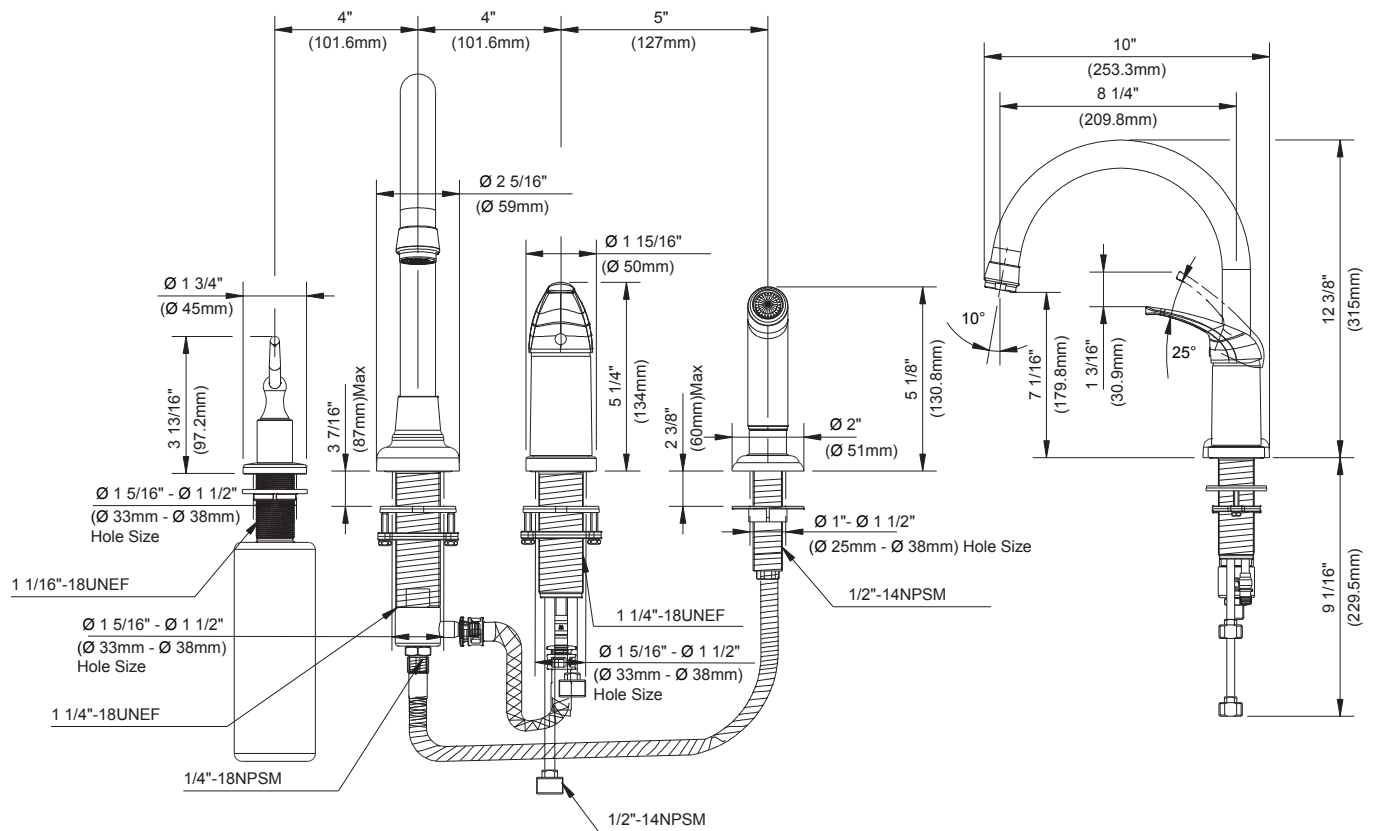 4"
(101.6mm)
4"
(101.6mm)
5"
(127mm)
10"
(253.3mm)
8 1/4"
(209.8mm)
Ø 2 5/16"
(Ø 59mm)
Ø 1 15/16"
(Ø 50mm)
Ø 1 3/4"
(Ø 45mm)
3 13/16"
(97.2mm)
3 7/16"
(87mm)Max
5 1/4"
(134mm)
2 3/8"
(60mm)Max
5 1/8"
(130.8mm)
Ø 2"
(Ø 51mm)
10°
7 1/16"
(179.8mm)
1 3/16"
(30.9mm)
25°
12 3/8"
(315mm)
9 1/16"
(229.5mm)
Ø 1 5/16" - Ø 1 1/2"
(Ø 33mm - Ø 38mm)
Hole Size
1 1/16"-18UNEF
Ø 1 5/16" - Ø 1 1/2"
(Ø 33mm - Ø 38mm)
Hole Size
1 1/4"-18UNEF
1/4"-18NPSM
Ø 1"- Ø 1 1/2"
(Ø 25mm - Ø 38mm) Hole Size
1/2"-14NPSM
1 1/4"-18UNEF
Ø 1 5/16" - Ø 1 1/2"
(Ø 33mm - Ø 38mm)
Hole Size
1/2"-14NPSM